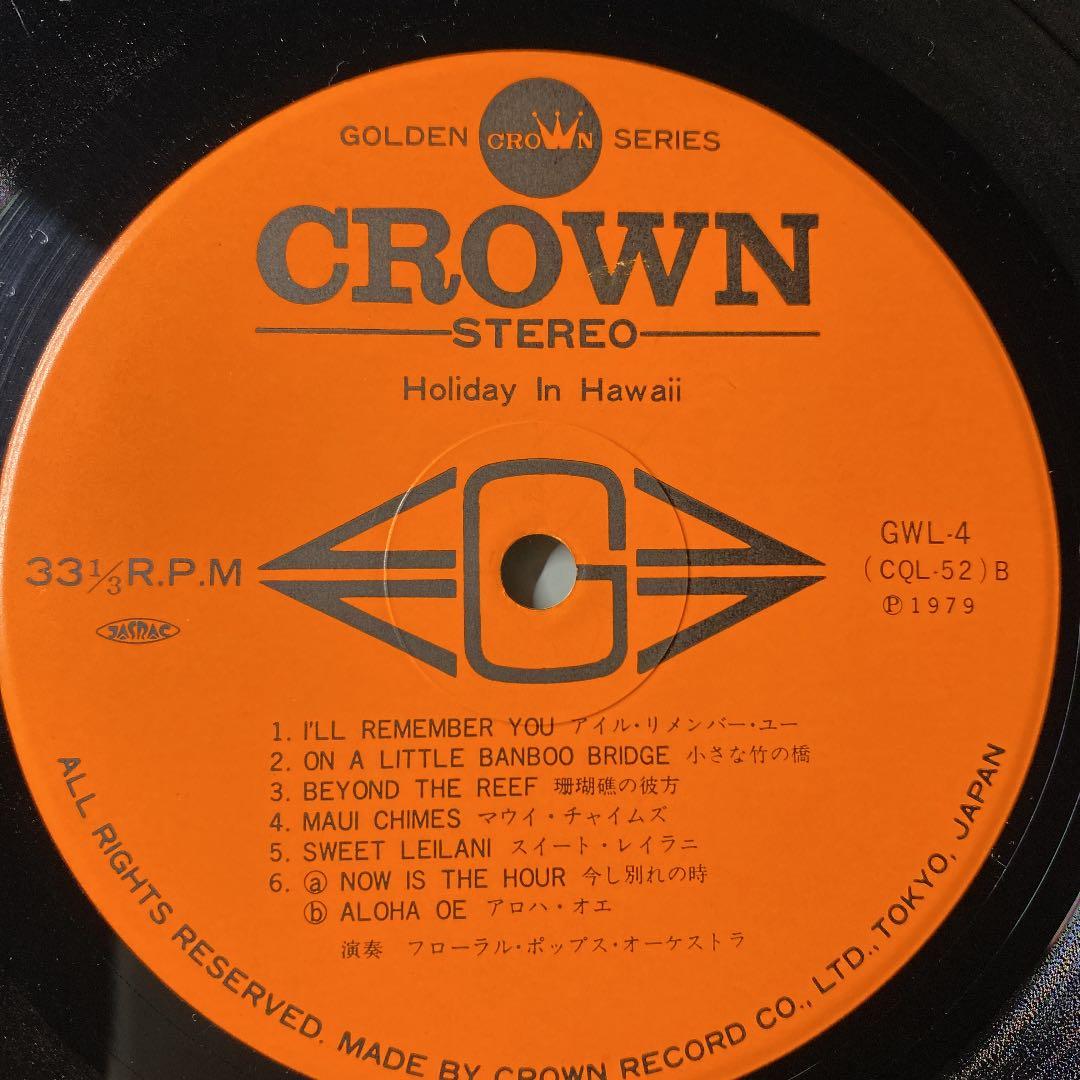 GOLDEN CROWN SERIES
CROWN
STEREO
Holiday In Hawaii
G
33 1/3 R.P.M
JASRAC
GWL-4
(CQL-52) B
Ⓟ 1979
1. I'LL REMEMBER YOU アイル・リメンバー・ユー
2. ON A LITTLE BANBOO BRIDGE 小さな竹の橋
3. BEYOND THE REEF 珊瑚礁の彼方
4. MAUI CHIMES マウイ・チャイムズ
5. SWEET LEILANI スイート・レイラニ
6. ⓐ NOW IS THE HOUR 今し別れの時
ⓑ ALOHA OE アロハ・オエ
演奏 フローラル・ポップス・オーケストラ
ALL RIGHTS RESERVED. MADE BY CROWN RECORD CO., LTD., TOKYO, JAPAN